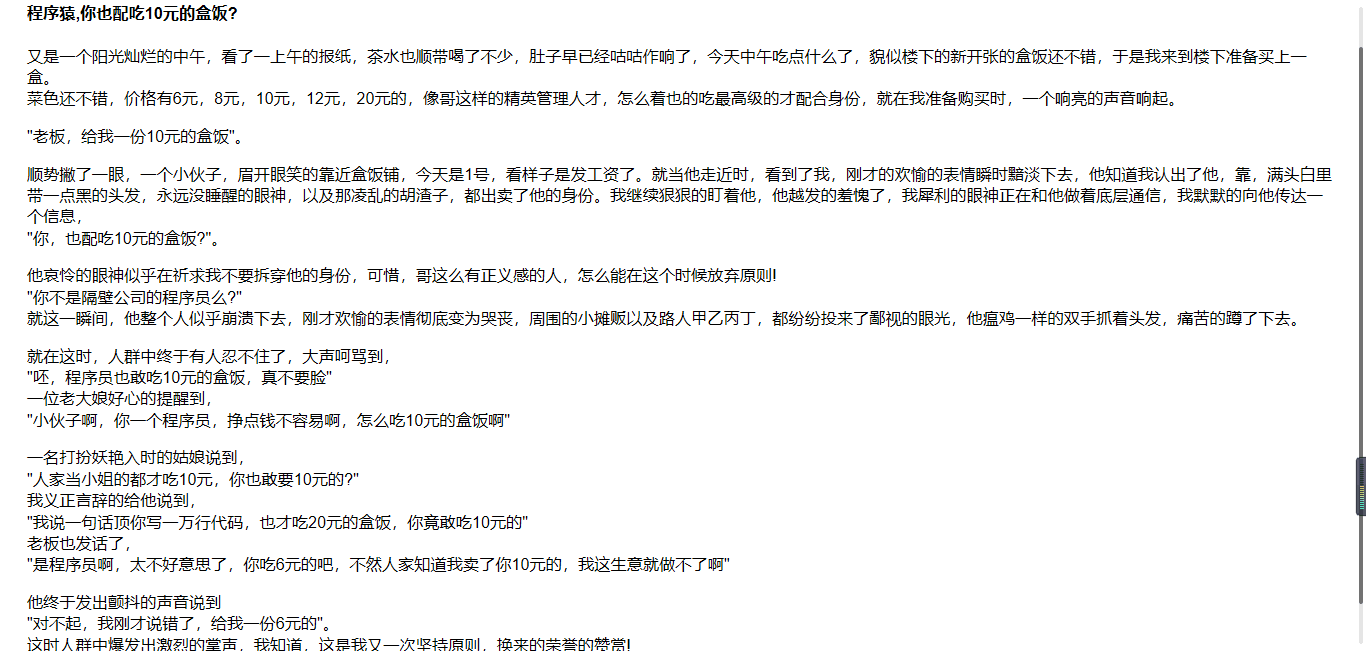 程序猿,你也配吃10元的盒饭?
又是一个阳光灿烂的中午，看了一上午的报纸，茶水也顺带喝了不少，肚子早已经咕咕作响了，今天中午吃点什么了，貌似楼下的新开张的盒饭还不错，于是我来到楼下准备买上一
盒。
菜色还不错，价格有6元，8元，10元，12元，20元的，像哥这样的精英管理人才，怎么着也的吃最高级的才配合身份，就在我准备购买时，一个响亮的声音响起。
"老板，给我一份10元的盒饭"。
顺势撇了一眼，一个小伙子，眉开眼笑的靠近盒饭铺，今天是1号，看样子是发工资了。就当他走近时，看到了我，刚才的欢愉的表情瞬时黯淡下去，他知道我认出了他，靠，满头白里
带一点黑的头发，永远没睡醒的眼神，以及那凌乱的胡渣子，都出卖了他的身份。我继续狠狠的盯着他，他越发的羞愧了，我犀利的眼神正在和他做着底层通信，我默默的向他传达一
个信息，
"你，也配吃10元的盒饭?"。
他哀怜的眼神似乎在祈求我不要拆穿他的身份，可惜，哥这么有正义感的人，怎么能在这个时候放弃原则!
"你不是隔壁公司的程序员么?"
就这一瞬间，他整个人似乎崩溃下去，刚才欢愉的表情彻底变为哭丧，周围的小摊贩以及路人甲乙丙丁，都纷纷投来了鄙视的眼光，他瘟鸡一样的双手抓着头发，痛苦的蹲了下去。
就在这时，人群中终于有人忍不住了，大声呵骂到，
"呸，程序员也敢吃10元的盒饭，真不要脸"
一位老大娘好心的提醒到，
"小伙子啊，你一个程序员，挣点钱不容易啊，怎么吃10元的盒饭啊"
一名打扮妖艳入时的姑娘说到，
"人家当小姐的都才吃10元，你也敢要10元的?"
我义正言辞的给他说到，
"我说一句话顶你写一万行代码，也才吃20元的盒饭，你竟敢吃10元的"
老板也发话了，
"是程序员啊，太不好意思了，你吃6元的吧，不然人家知道我卖了你10元的，我这生意就做不了啊"
他终于发出颤抖的声音说到
"对不起，我刚才说错了，给我一份6元的"。
这时人群中爆发出激烈的掌声，我知道，这是我又一次坚持原则，换来的荣誉的赞赏!